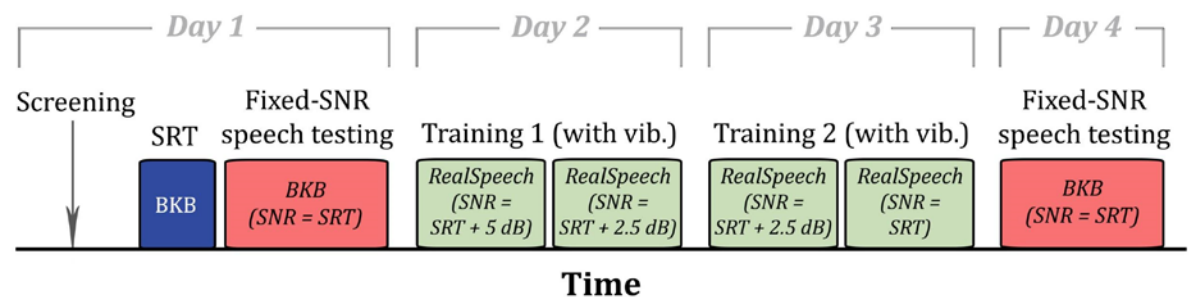 Day 1
Day 2
Day 3
Day 4
Screening
SRT
Fixed-SNR
speech testing
Training 1 (with vib.)
Training 2 (with vib.)
Fixed-SNR
speech testing
BKB
BKB
(SNR = SRT)
RealSpeech
(SNR =
SRT + 5 dB)
RealSpeech
(SNR =
SRT + 2.5 dB)
RealSpeech
(SNR =
SRT + 2.5 dB)
RealSpeech
(SNR =
SRT)
BKB
(SNR = SRT)
Time